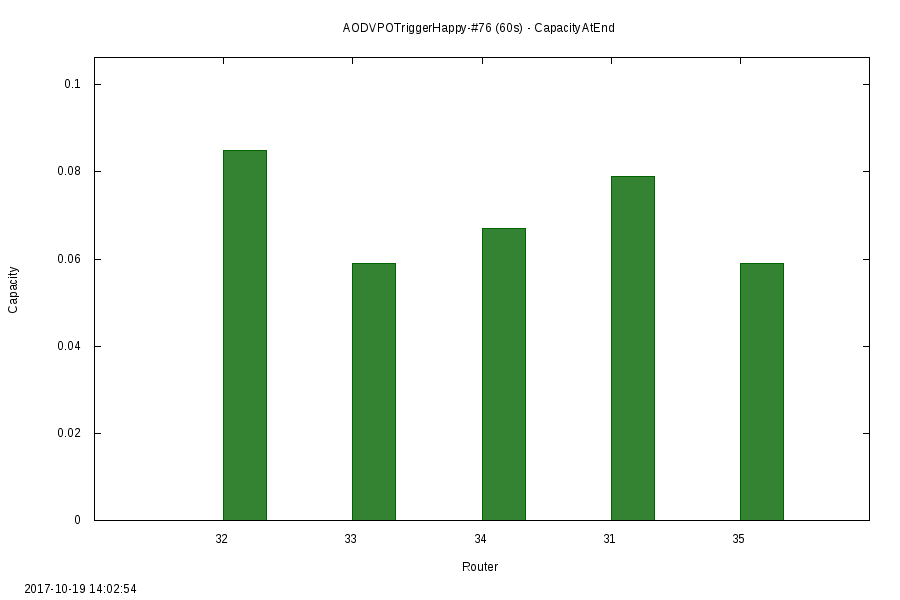 AODVPOTriggerHappy-#76 (60s) - CapacityAtEnd
0.1
0.08
0.06
0.04
0.02
0
Capacity
32 33 34 31 35
Router
2017-10-19 14:02:54